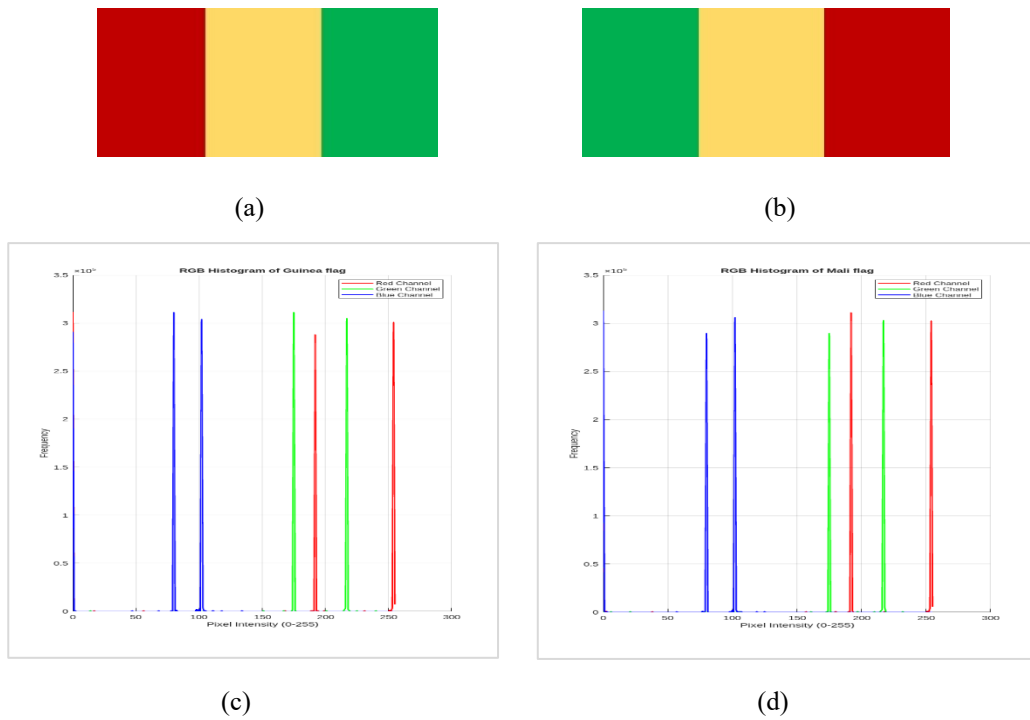 (a)
(b)
×10⁵
RGB Histogram of Guinea flag
Red Channel
Green Channel
Blue Channel
3.5
3
2.5
2
1.5
1
0.5
0
Frequency
0 50 100 150 200 250 300
Pixel Intensity (0-255)
×10⁵
RGB Histogram of Mali flag
Red Channel
Green Channel
Blue Channel
3.5
3
2.5
2
1.5
1
0.5
0
Frequency
0 50 100 150 200 250 300
Pixel Intensity (0-255)
(c)
(d)